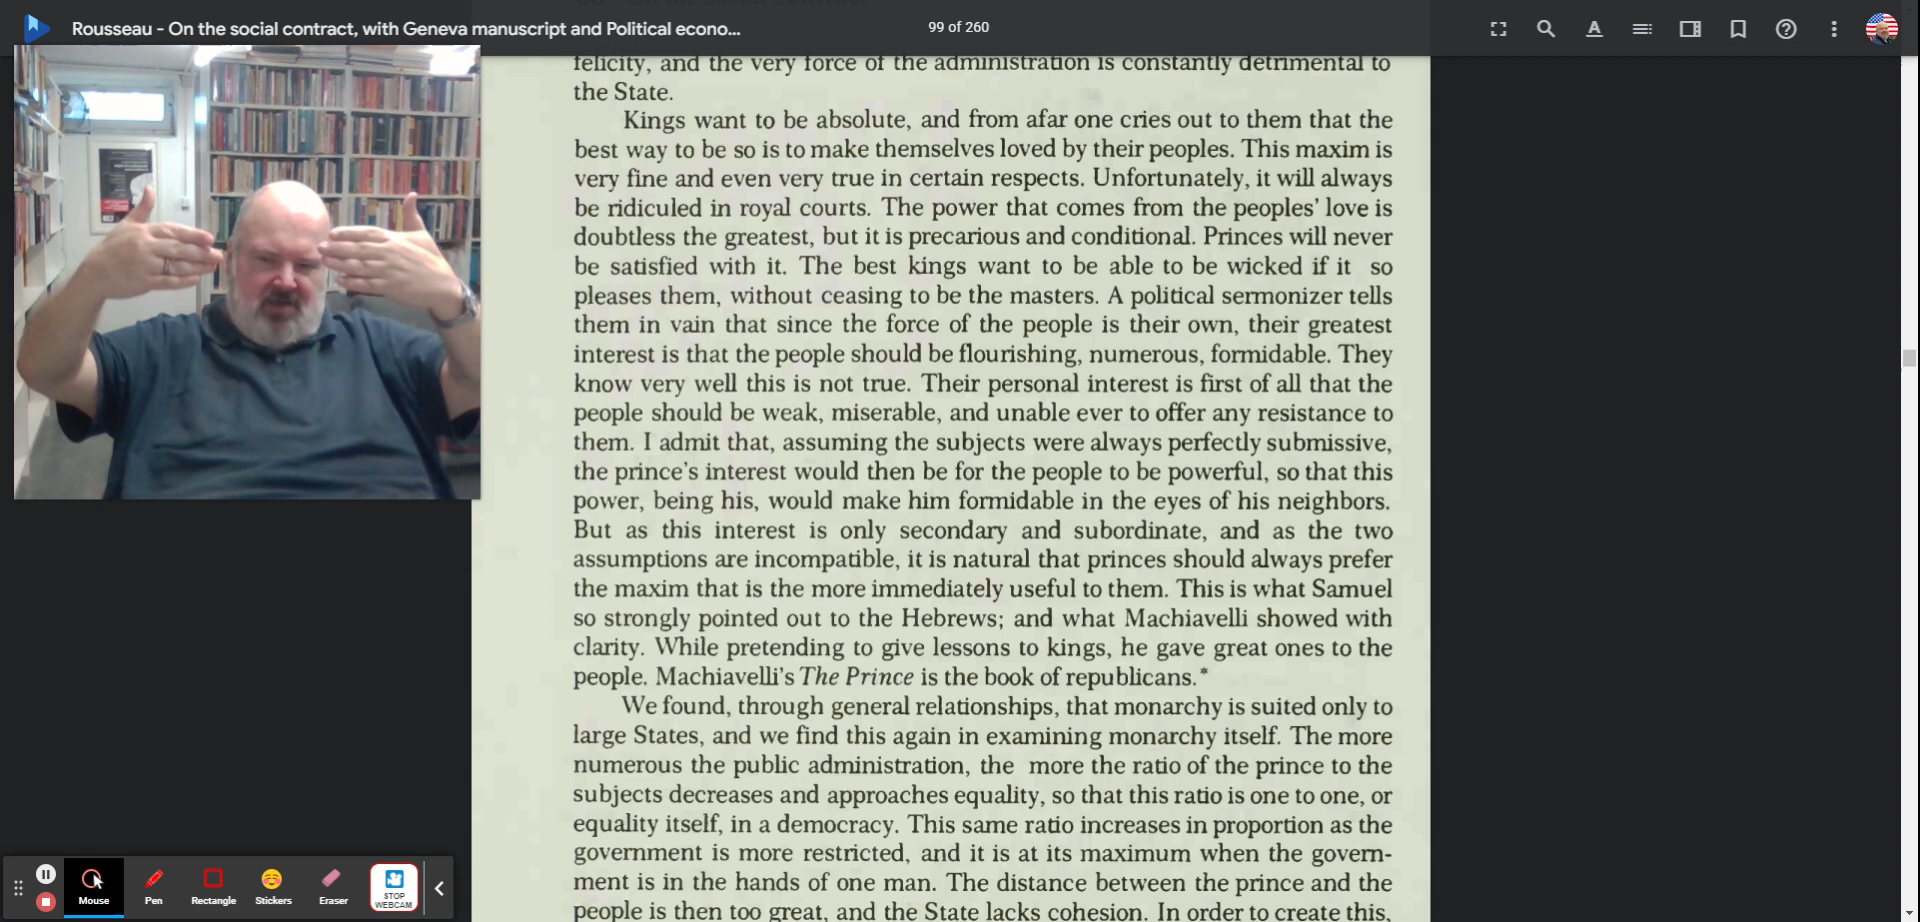 Rousseau - On the social contract, with Geneva manuscript and Political econo...
99 of 260
felicity, and the very force of the administration is constantly detrimental to
the State.
Kings want to be absolute, and from afar one cries out to them that the
best way to be so is to make themselves loved by their peoples. This maxim is
very fine and even very true in certain respects. Unfortunately, it will always
be ridiculed in royal courts. The power that comes from the peoples' love is
doubtless the greatest, but it is precarious and conditional. Princes will never
be satisfied with it. The best kings want to be able to be wicked if it so
pleases them, without ceasing to be the masters. A political sermonizer tells
them in vain that since the force of the people is their own, their greatest
interest is that the people should be flourishing, numerous, formidable. They
know very well this is not true. Their personal interest is first of all that the
people should be weak, miserable, and unable ever to offer any resistance to
them. I admit that, assuming the subjects were always perfectly submissive,
the prince's interest would then be for the people to be powerful, so that this
power, being his, would make him formidable in the eyes of his neighbors.
But as this interest is only secondary and subordinate, and as the two
assumptions are incompatible, it is natural that princes should always prefer
the maxim that is the more immediately useful to them. This is what Samuel
so strongly pointed out to the Hebrews; and what Machiavelli showed with
clarity. While pretending to give lessons to kings, he gave great ones to the
people. Machiavelli's The Prince is the book of republicans.*
We found, through general relationships, that monarchy is suited only to
large States, and we find this again in examining monarchy itself. The more
numerous the public administration, the more the ratio of the prince to the
subjects decreases and approaches equality, so that this ratio is one to one, or
equality itself, in a democracy. This same ratio increases in proportion as the
government is more restricted, and it is at its maximum when the govern-
ment is in the hands of one man. The distance between the prince and the
people is then too great, and the State lacks cohesion. In order to create this,
Mouse
Pen
Rectangle
Stickers
Eraser
STOP
WEBCAM